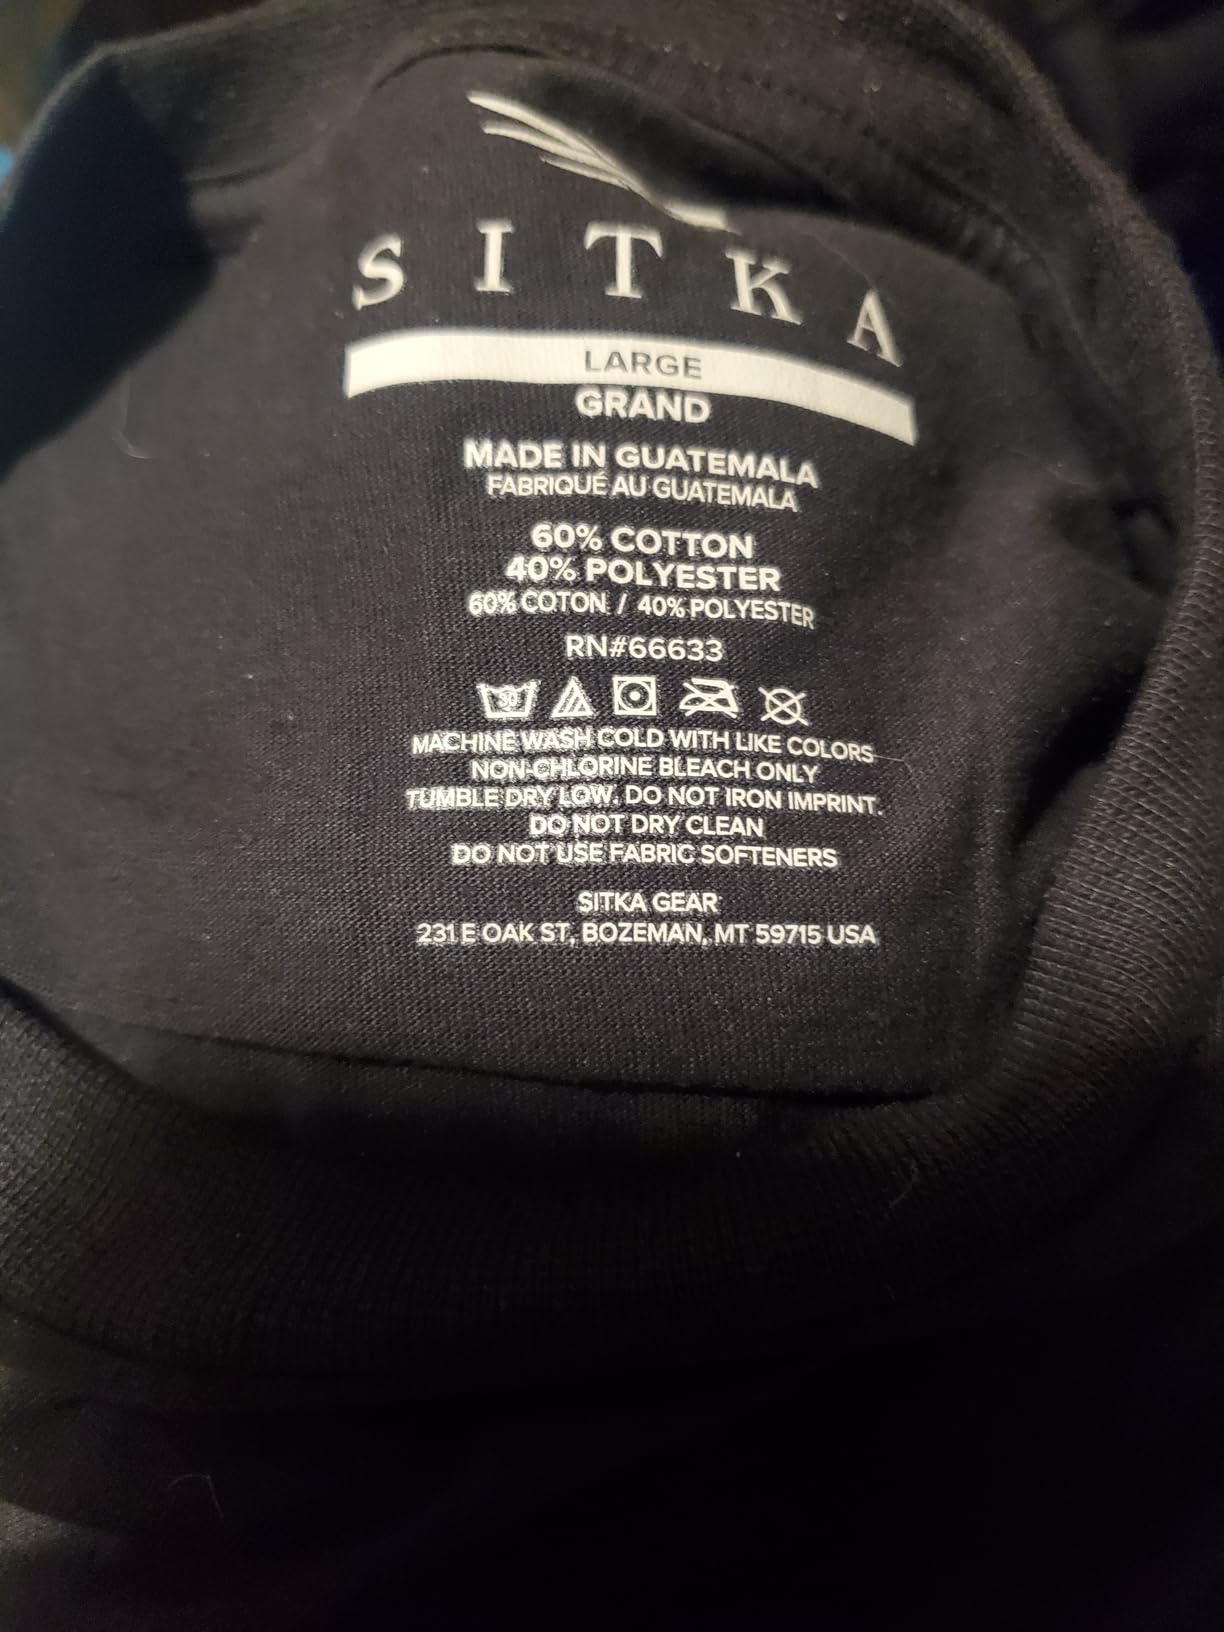 SITKA
LARGE
GRAND
MADE IN GUATEMALA
FABRIQUÉ AU GUATEMALA
60% COTTON
40% POLYESTER
60% COTON / 40% POLYESTER
RN#66633
30
MACHINE WASH COLD WITH LIKE COLORS
NON-CHLORINE BLEACH ONLY
TUMBLE DRY LOW. DO NOT IRON IMPRINT.
DO NOT DRY CLEAN
DO NOT USE FABRIC SOFTENERS
SITKA GEAR
231 E OAK ST, BOZEMAN, MT 59715 USA